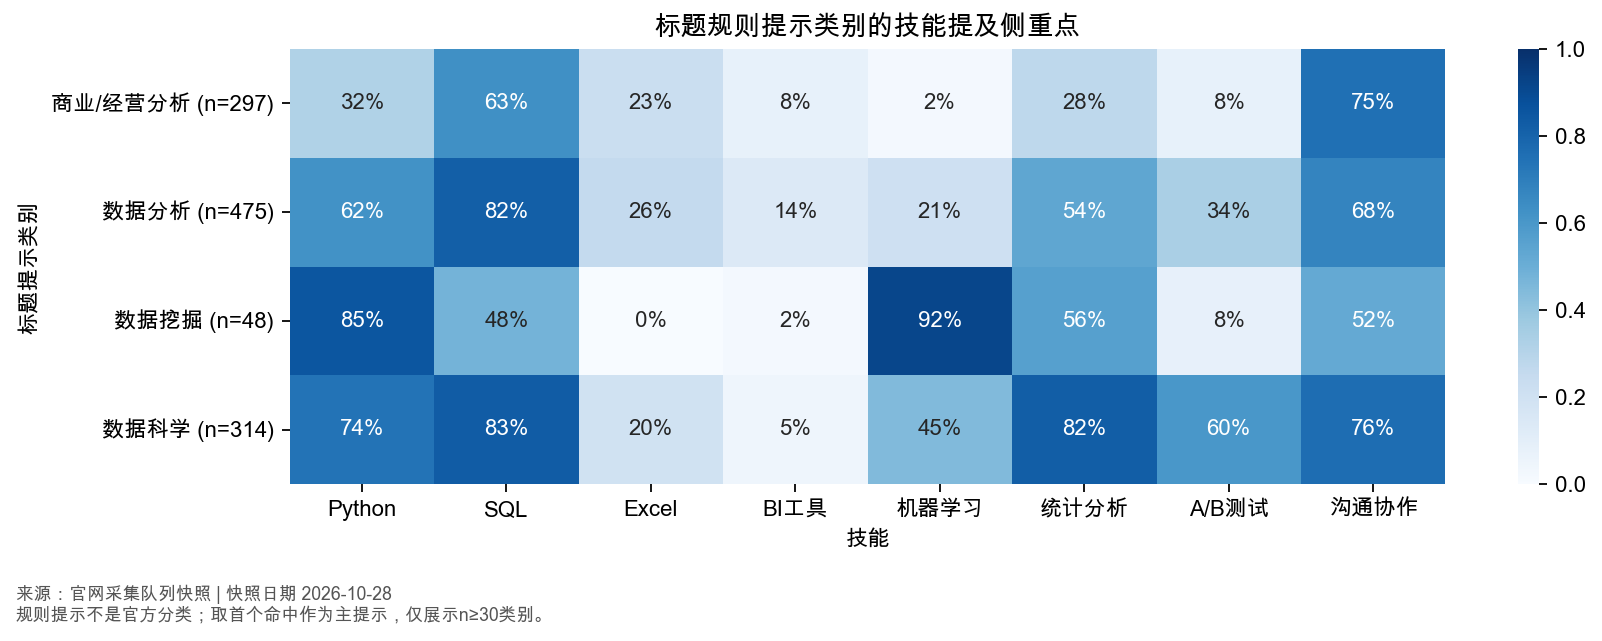 标题规则提示类别的技能提及侧重点
商业/经营分析 (n=297) 32% 63% 23% 8% 2% 28% 8% 75%
数据分析 (n=475) 62% 82% 26% 14% 21% 54% 34% 68%
数据挖掘 (n=48) 85% 48% 0% 2% 92% 56% 8% 52%
数据科学 (n=314) 74% 83% 20% 5% 45% 82% 60% 76%
标题提示类别
Python SQL Excel BI工具 机器学习 统计分析 A/B测试 沟通协作
技能
1.0
0.8
0.6
0.4
0.2
0.0
来源：官网采集队列快照 | 快照日期 2026-10-28
规则提示不是官方分类；取首个命中作为主提示，仅展示n≥30类别。